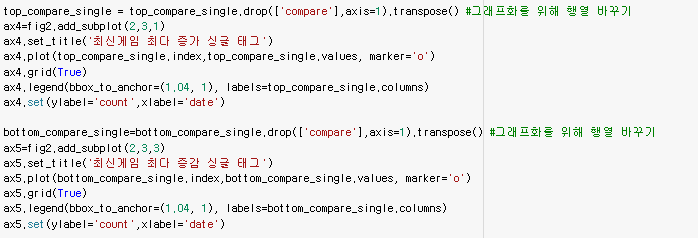 top_compare_single = top_compare_single.drop(['compare'],axis=1).transpose() #그래프화를 위해 행열 바꾸기
ax4=fig2.add_subplot(2,3,1)
ax4.set_title('최신게임 최다 증가 싱글 태그')
ax4.plot(top_compare_single.index,top_compare_single.values, marker='o')
ax4.grid(True)
ax4.legend(bbox_to_anchor=(1.04, 1), labels=top_compare_single.columns)
ax4.set(ylabel='count',xlabel='date')
bottom_compare_single=bottom_compare_single.drop(['compare'],axis=1).transpose() #그래프화를 위해 행열 바꾸기
ax5=fig2.add_subplot(2,3,3)
ax5.set_title('최신게임 최다 증감 싱글 태그')
ax5.plot(bottom_compare_single.index,bottom_compare_single.values, marker='o')
ax5.grid(True)
ax5.legend(bbox_to_anchor=(1.04, 1), labels=bottom_compare_single.columns)
ax5.set(ylabel='count',xlabel='date')